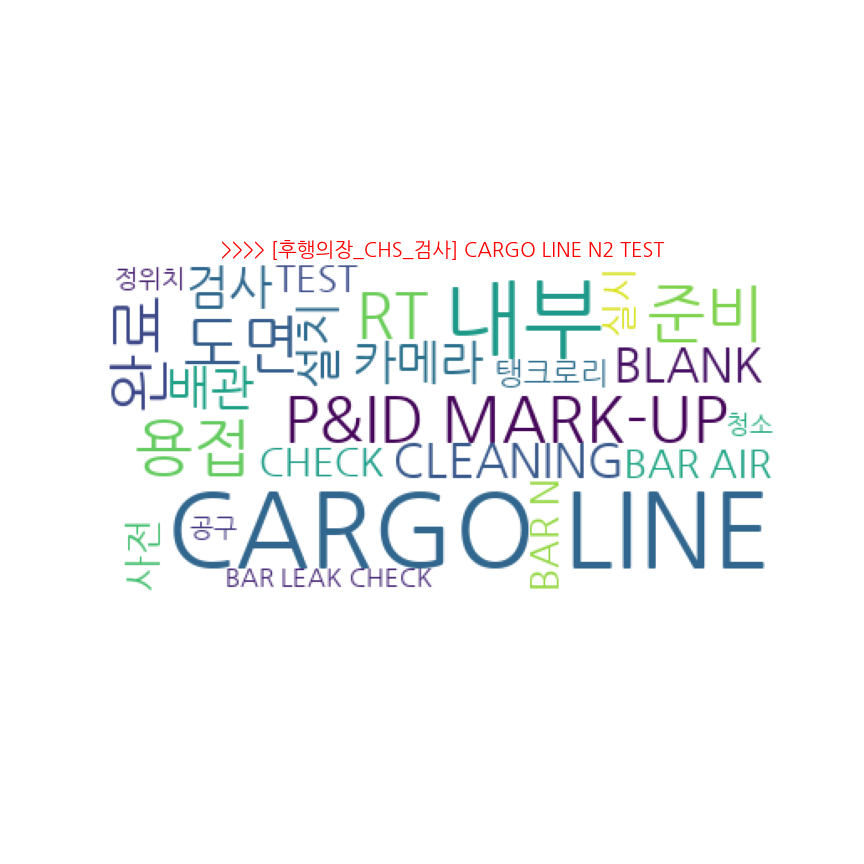 >>>> [후행의장_CHS_검사] CARGO LINE N2 TEST
정위치
검사
TEST
RT
내부
실시
준비
완료
도면
설치
카메라
탱크로리
BLANK
배관
P&ID MARK-UP
청소
용접
CHECK
CLEANING
BAR AIR
CARGO LINE
공구
BAR N
사전
BAR LEAK CHECK